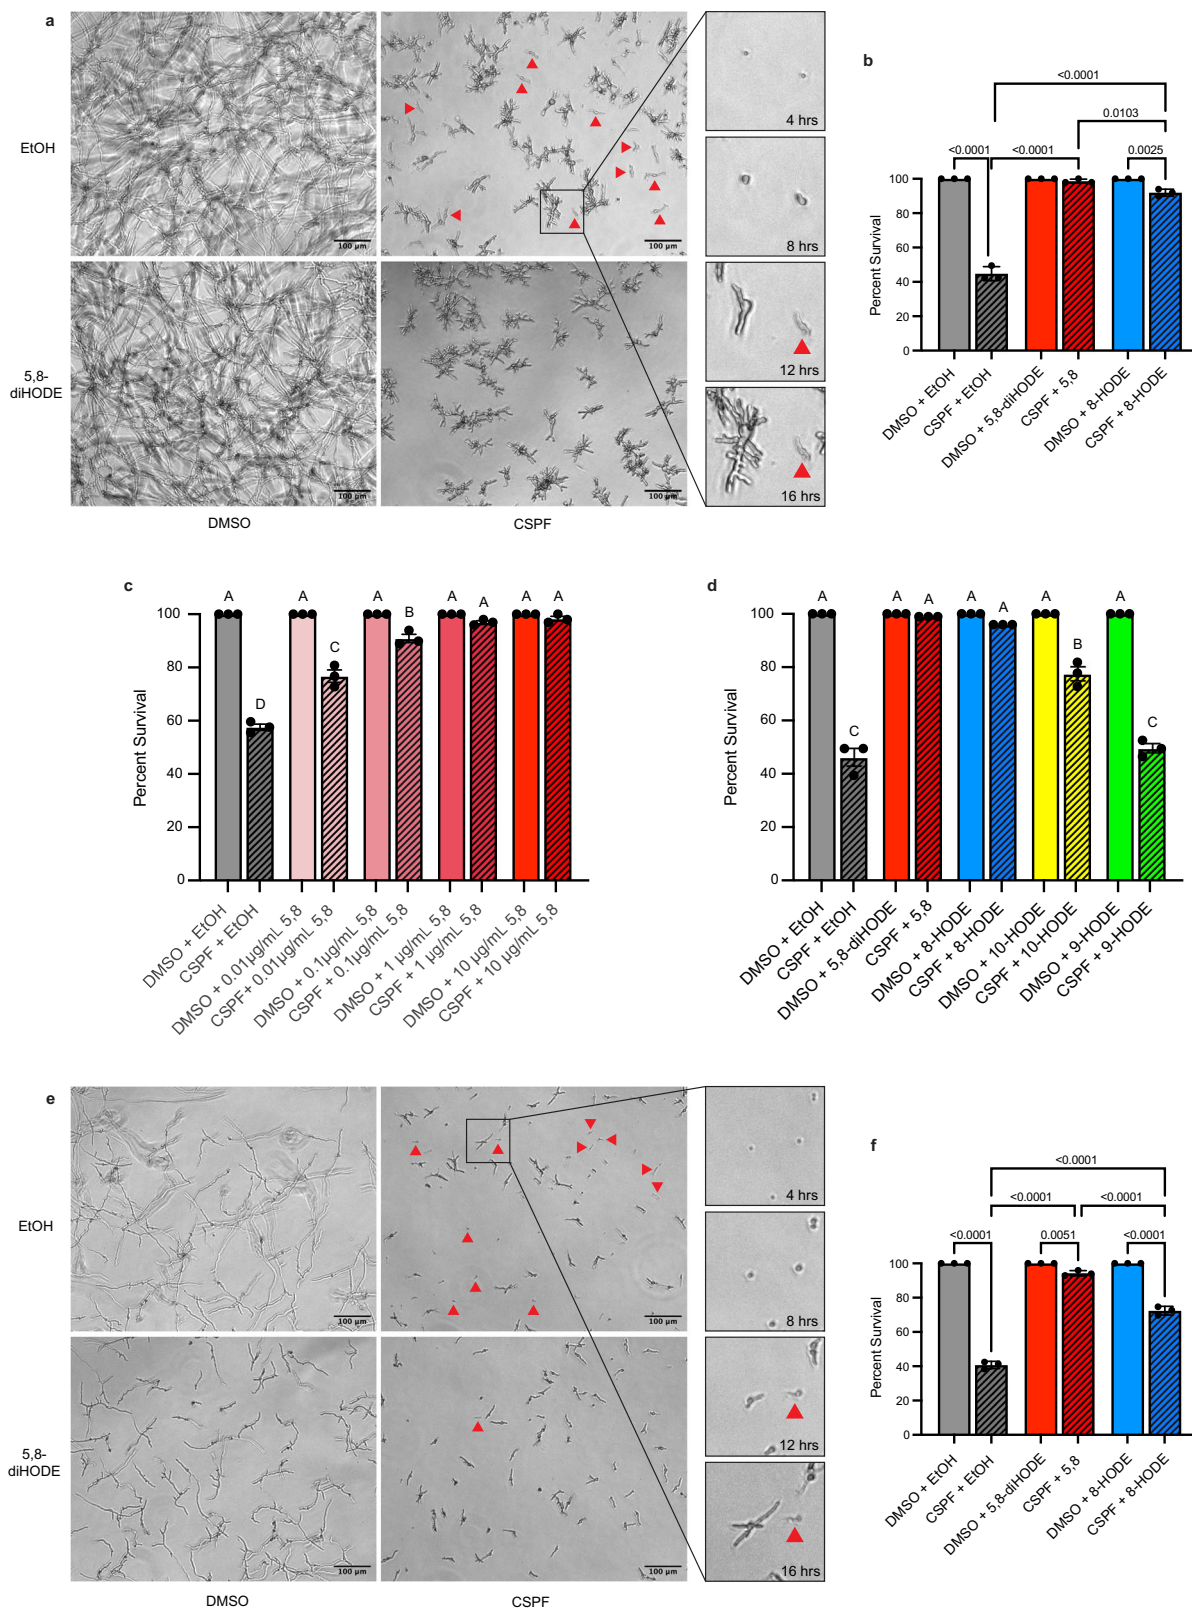 a
EtOH
5,8-
diHODE
100 µm
100 µm
100 µm
100 µm
4 hrs
8 hrs
12 hrs
16 hrs
DMSO
CSPF
b
<0.0001
0.0103
<0.0001
<0.0001
0.0025
Percent Survival
100
80
60
40
20
0
DMSO + EtOH
CSPF + EtOH
DMSO + 5,8-diHODE
CSPF + 5,8
DMSO + 8-HODE
CSPF + 8-HODE
c
Percent Survival
100
80
60
40
20
0
A
D
A
C
A
B
A
A
A
A
DMSO + EtOH
CSPF + EtOH
DMSO + 0.01µg/mL 5,8
CSPF + 0.01µg/mL 5,8
DMSO + 0.1µg/mL 5,8
CSPF + 0.1µg/mL 5,8
DMSO + 1 µg/mL 5,8
CSPF + 1 µg/mL 5,8
DMSO + 10 µg/mL 5,8
CSPF + 10 µg/mL 5,8
d
Percent Survival
100
80
60
40
20
0
A
C
A
A
A
A
A
B
A
C
DMSO + EtOH
CSPF + EtOH
DMSO + 5,8-diHODE
CSPF + 5,8
DMSO + 8-HODE
CSPF + 8-HODE
DMSO + 10-HODE
CSPF + 10-HODE
DMSO + 9-HODE
CSPF + 9-HODE
e
EtOH
5,8-
diHODE
100 µm
100 µm
100 µm
100 µm
4 hrs
8 hrs
12 hrs
16 hrs
DMSO
CSPF
f
<0.0001
<0.0001
<0.0001
<0.0001
0.0051
<0.0001
Percent Survival
100
80
60
40
20
0
DMSO + EtOH
CSPF + EtOH
DMSO + 5,8-diHODE
CSPF + 5,8
DMSO + 8-HODE
CSPF + 8-HODE